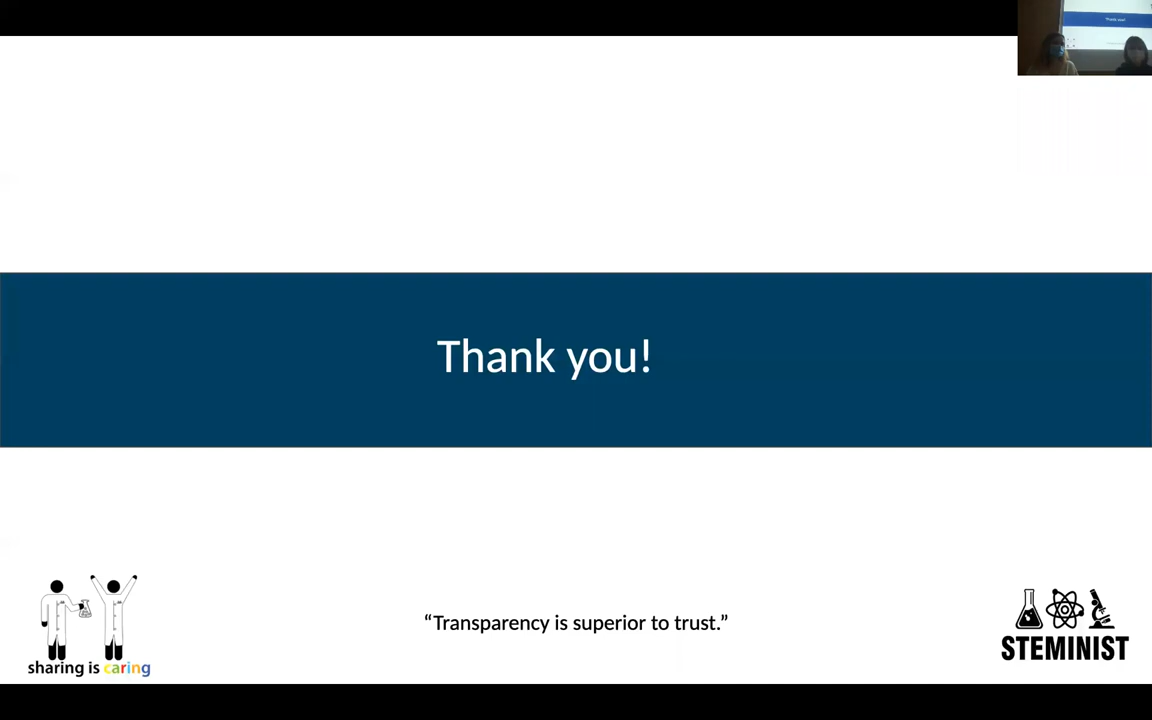 Thank you!
“Transparency is superior to trust.”
sharing is caring
STEMINIST